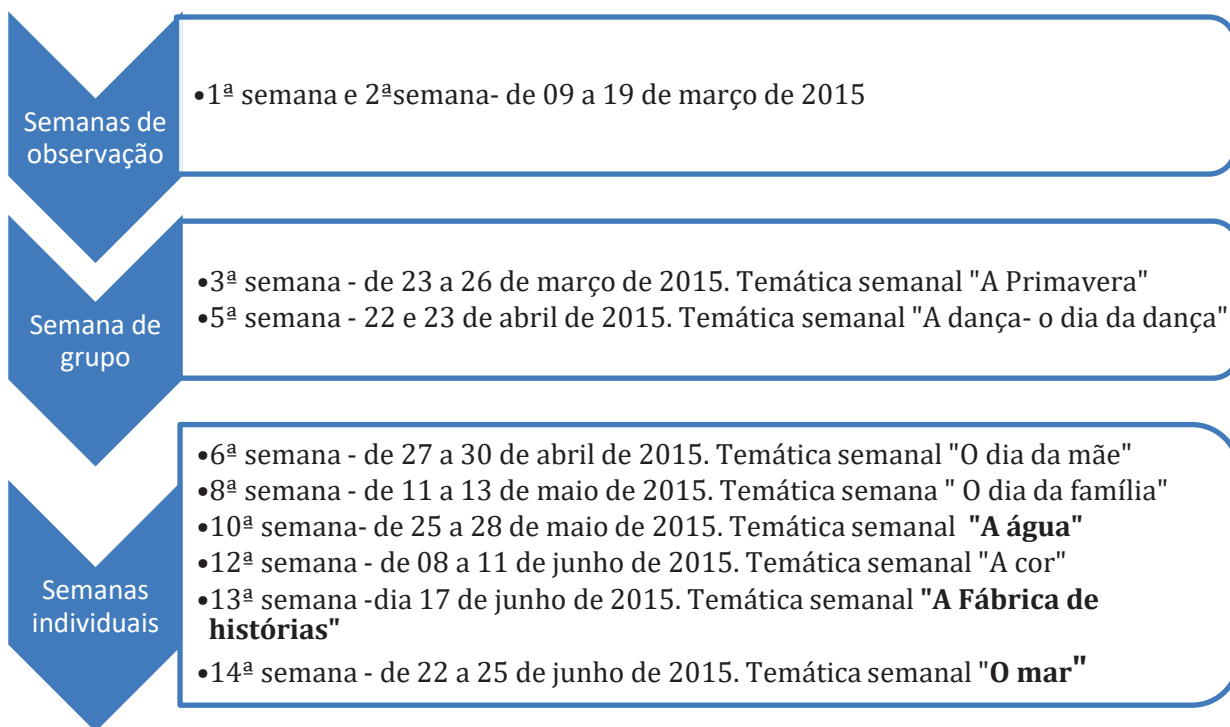 Semanas de
observação
•1ª semana e 2ªsemana- de 09 a 19 de março de 2015
Semana de
grupo
•3ª semana - de 23 a 26 de março de 2015. Temática semanal "A Primavera"
•5ª semana - 22 e 23 de abril de 2015. Temática semanal "A dança- o dia da dança"
Semanas
individuais
•6ª semana - de 27 a 30 de abril de 2015. Temática semanal "O dia da mãe"
•8ª semana - de 11 a 13 de maio de 2015. Temática semana " O dia da família"
•10ª semana- de 25 a 28 de maio de 2015. Temática semanal "A água"
•12ª semana - de 08 a 11 de junho de 2015. Temática semanal "A cor"
•13ª semana -dia 17 de junho de 2015. Temática semanal "A Fábrica de
histórias"
•14ª semana - de 22 a 25 de junho de 2015. Temática semanal "O mar"